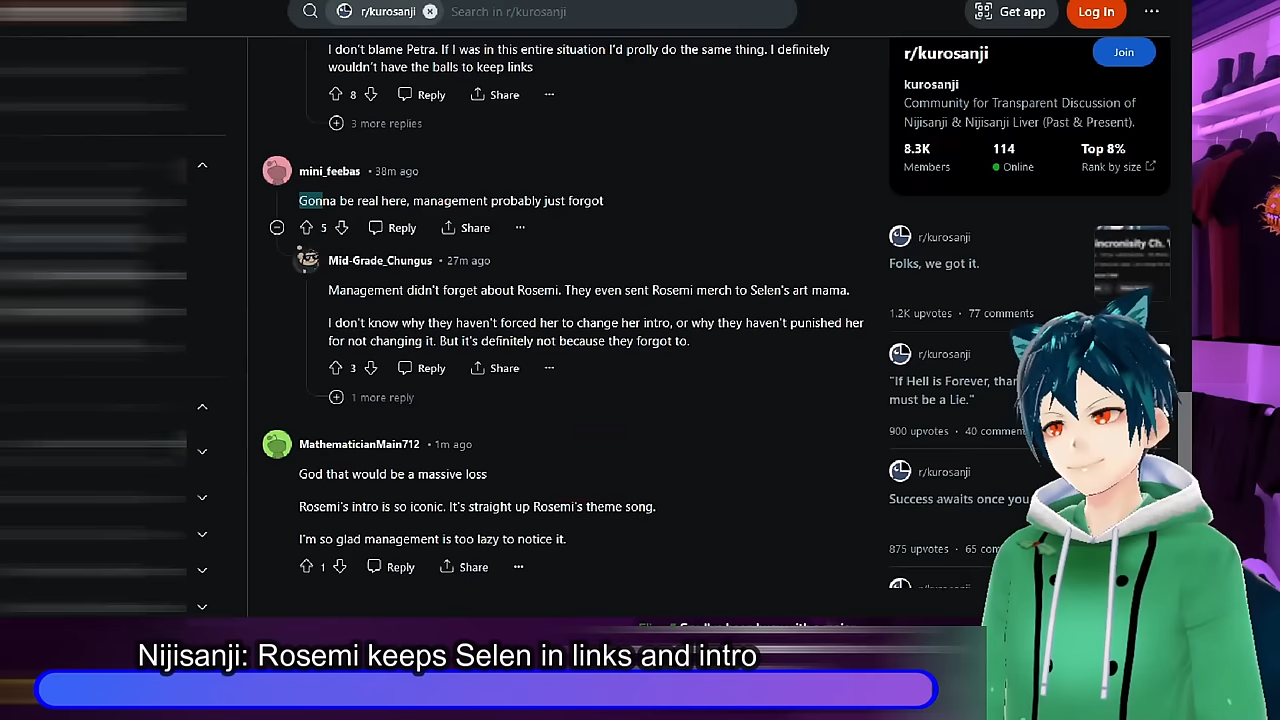 r/kurosanji
Search in r/kurosanji
Get app
Log In
I don't blame Petra. If I was in this entire situation I'd prolly do the same thing. I definitely
wouldn't have the balls to keep links
8 Reply Share
3 more replies
mini_feebas • 38m ago
Gonna be real here, management probably just forgot
5 Reply Share
Mid-Grade_Chungus • 27m ago
Management didn't forget about Rosemi. They even sent Rosemi merch to Selen's art mama.
I don't know why they haven't forced her to change her intro, or why they haven't punished her
for not changing it. But it's definitely not because they forgot to.
3 Reply Share
1 more reply
MathematicianMain712 • 1m ago
God that would be a massive loss
Rosemi's intro is so iconic. It's straight up Rosemi's theme song.
I'm so glad management is too lazy to notice it.
1 Reply Share
r/kurosanji
Join
kurosanji
Community for Transparent Discussion of
Nijisanji & Nijisanji Liver (Past & Present).
8.3K 114 Top 8%
Members Online Rank by size
r/kurosanji
Folks, we got it.
1.2K upvotes • 77 comments
r/kurosanji
"If Hell is Forever, than
must be a Lie."
900 upvotes • 40 comments
r/kurosanji
Success awaits once you
875 upvotes • 65 com
Nijisanji: Rosemi keeps Selen in links and intro